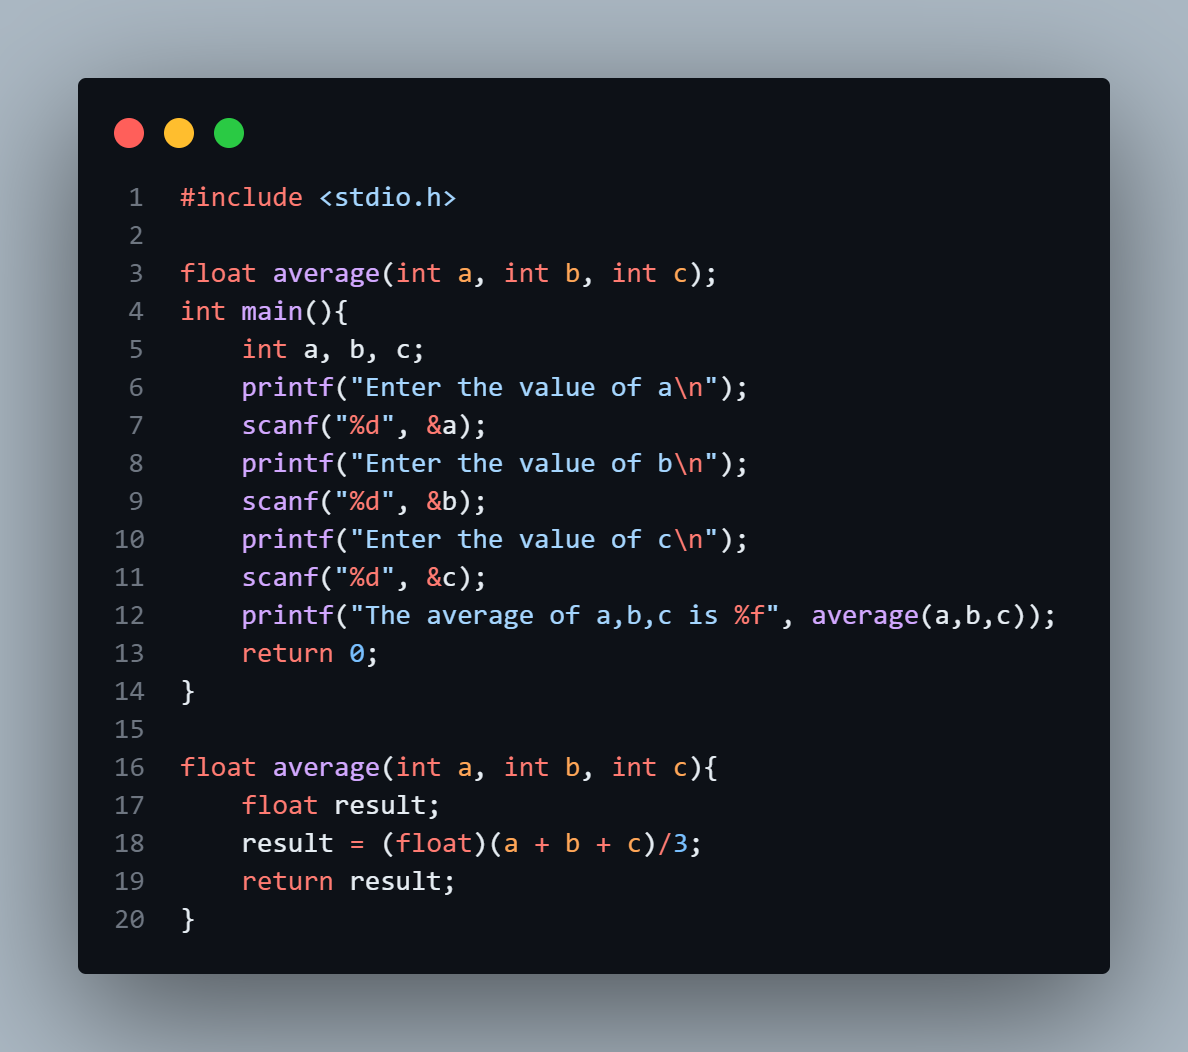 1 #include <stdio.h>
2
3 float average(int a, int b, int c);
4 int main(){
5     int a, b, c;
6     printf("Enter the value of a\n");
7     scanf("%d", &a);
8     printf("Enter the value of b\n");
9     scanf("%d", &b);
10     printf("Enter the value of c\n");
11     scanf("%d", &c);
12     printf("The average of a,b,c is %f", average(a,b,c));
13     return 0;
14 }
15
16 float average(int a, int b, int c){
17     float result;
18     result = (float)(a + b + c)/3;
19     return result;
20 }